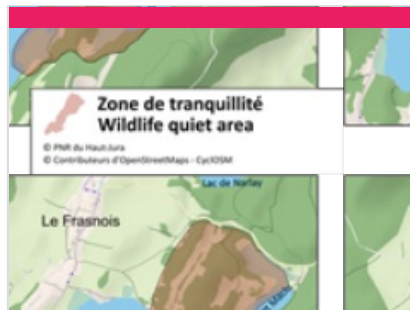 Zone de tranquillité
Wildlife quiet area
© PNR du Haut-Jura
© Contributeurs d'OpenStreetMaps - CyclOSM
Lac de Narlay
Le Frasnois